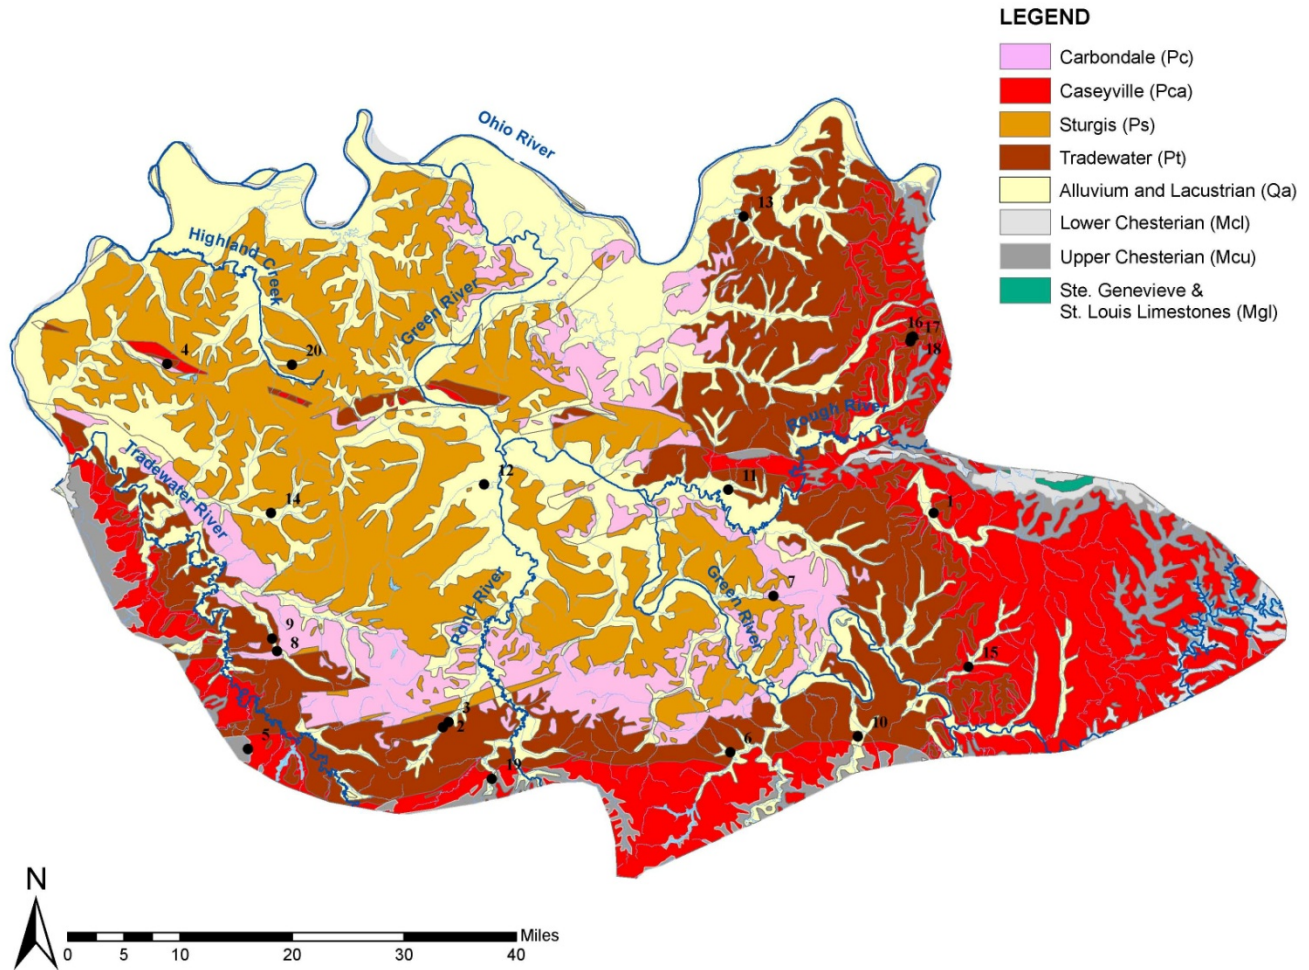 LEGEND
Carbondale (Pc)
Caseyville (Pca)
Sturgis (Ps)
Tradewater (Pt)
Alluvium and Lacustrian (Qa)
Lower Chesterian (Mcl)
Upper Chesterian (Mcu)
Ste. Genevieve &
St. Louis Limestones (Mgl)
Ohio River
13
Highland Creek
Green River
16
17
18
4
20
Rough River
Tradewater River
12
11
14
1
Pond River
Green River
7
9
8
15
3
2
5
6
10
19
N
0 5 10 20 30 40 Miles